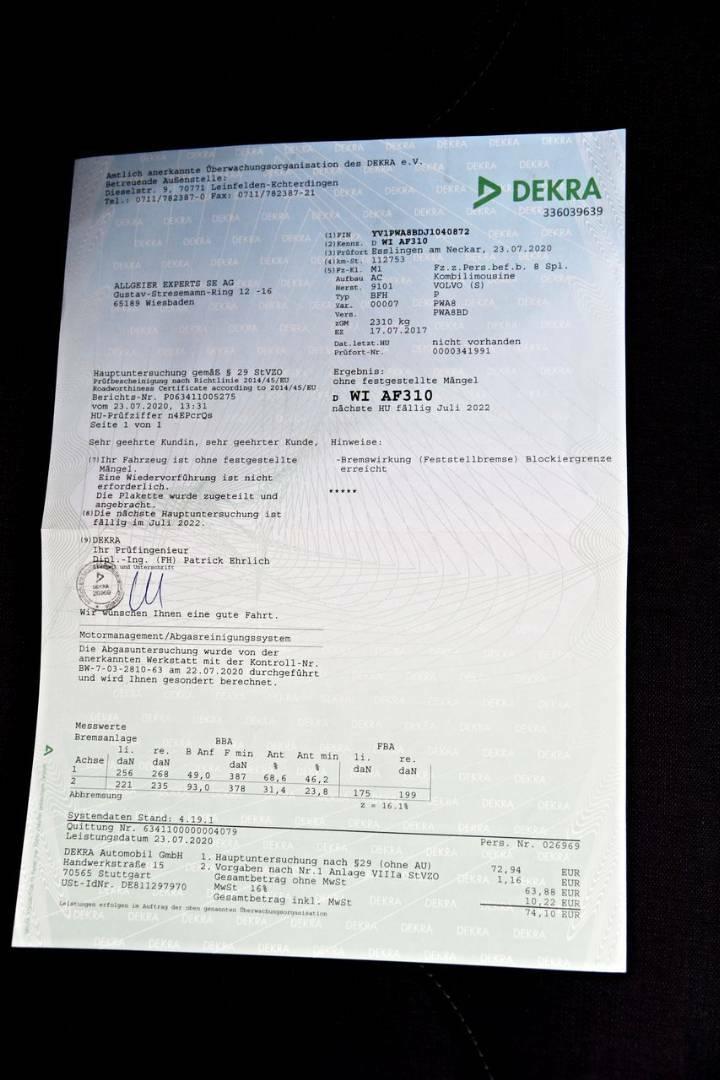 Amtlich anerkannte Überwachungsorganisation des DEKRA e.V.
Betreuende Außenstelle:
Dieselstr. 9, 70771 Leinfelden-Echterdingen
Tel.: 0711/782387-0 Fax: 0711/782387-21
DEKRA
336039639
(1)FIN YV1PWA8BDJ1040872
(2)Kennz. D WI AF310
(3)Prüfort Esslingen am Neckar, 23.07.2020
(4)km-St. 112753
(5)Fz-Kl. M1 Fz.z.Pers.bef.b. 8 Spl.
Aufbau AC Kombilimousine
Herst. 9101 VOLVO (S)
Typ BFH P
Var. 00007 PWA8
Vers. PWA8BD
zGM 2310 kg
EZ 17.07.2017
Dat.letzt.HU nicht vorhanden
Prüfort-Nr. 0000341991
ALLGEIER EXPERTS SE AG
Gustav-Stresemann-Ring 12 -16
65189 Wiesbaden
Hauptuntersuchung gemäß § 29 StVZO
Prüfbescheinigung nach Richtlinie 2014/45/EU
Roadworthiness Certificate according to 2014/45/EU
Berichts-Nr. P063411005275
vom 23.07.2020, 13:31
HU-Prüfziffer n4EPcrQs
Seite 1 von 1
Ergebnis:
ohne festgestellte Mängel
D WI AF310
nächste HU fällig Juli 2022
Sehr geehrte Kundin, sehr geehrter Kunde,
(7)Ihr Fahrzeug ist ohne festgestellte
Mängel.
Eine Wiedervorführung ist nicht
erforderlich.
Die Plakette wurde zugeteilt und
angebracht.
(8)Die nächste Hauptuntersuchung ist
fällig im Juli 2022.
Hinweise:
-Bremswirkung (Feststellbremse) Blockiergrenze
erreicht
*****
(9)DEKRA
Ihr Prüfingenieur
Dipl.-Ing. (FH) Patrick Ehrlich
und Unterschrift
DEKRA
26969
Wir wünschen Ihnen eine gute Fahrt.
Motormanagement/Abgasreinigungssystem
Die Abgasuntersuchung wurde von der
anerkannten Werkstatt mit der Kontroll-Nr.
BW-7-03-2810-63 am 22.07.2020 durchgeführt
und wird Ihnen gesondert berechnet.
Messwerte
Bremsanlage
BBA FBA
li. re. B Anf F min Ant Ant min li. re.
Achse daN daN daN % % daN daN
1 256 268 49,0 387 68,6 46,2
2 221 235 93,0 378 31,4 23,8 175 199
Abbremsung z = 16.1%
Systemdaten Stand: 4.19.1
Quittung Nr. 6341100000004079
Leistungsdatum 23.07.2020
Pers. Nr. 026969
DEKRA Automobil GmbH
Handwerkstraße 15
70565 Stuttgart
USt-IdNr. DE811297970
1. Hauptuntersuchung nach §29 (ohne AU) 72,94 EUR
2. Vorgaben nach Nr.1 Anlage VIIIa StVZO 1,16 EUR
Gesamtbetrag ohne MwSt 63,88 EUR
MwSt 16% 10,22 EUR
Gesamtbetrag inkl. MwSt 74,10 EUR
Leistungen erfolgen im Auftrag der oben genannten Überwachungsorganisation